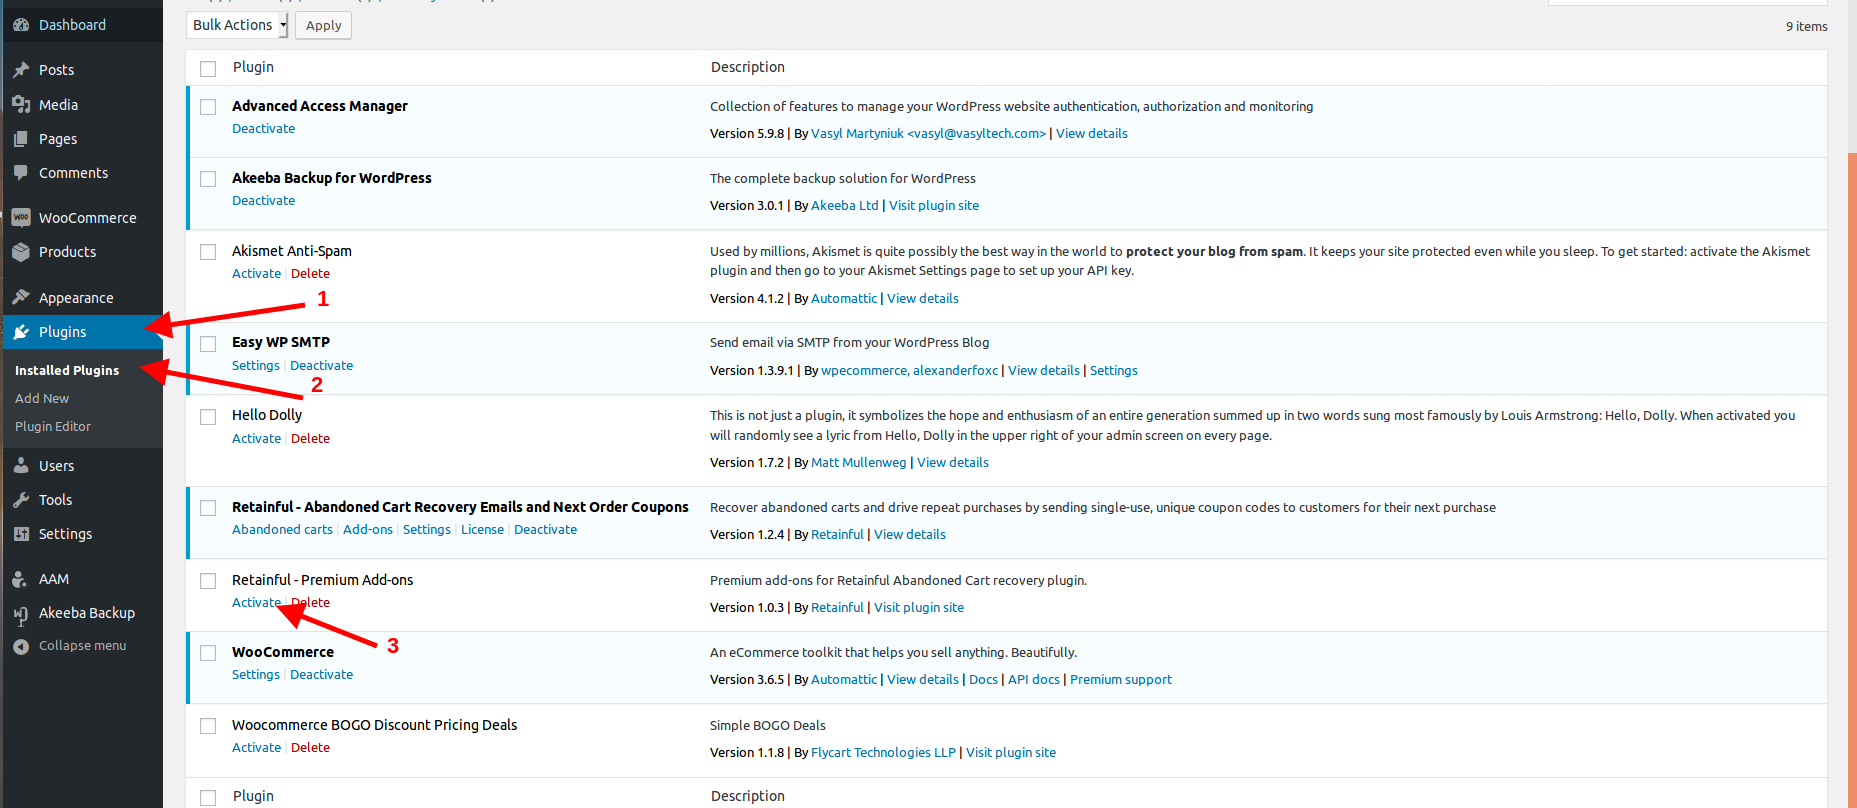 Dashboard
Posts
Media
Pages
Comments
WooCommerce
Products
Appearance
Plugins
Installed Plugins
Add New
Plugin Editor
Users
Tools
Settings
AAM
Akeeba Backup
Collapse menu
1
2
3
Bulk Actions Apply
9 items
Plugin Description
Advanced Access Manager
Deactivate
Collection of features to manage your WordPress website authentication, authorization and monitoring
Version 5.9.8 | By Vasyl Martyniuk <vasyl@vasyltech.com> | View details
Akeeba Backup for WordPress
Deactivate
The complete backup solution for WordPress
Version 3.0.1 | By Akeeba Ltd | Visit plugin site
Akismet Anti-Spam
Activate | Delete
Used by millions, Akismet is quite possibly the best way in the world to protect your blog from spam. It keeps your site protected even while you sleep. To get started: activate the Akismet
plugin and then go to your Akismet Settings page to set up your API key.
Version 4.1.2 | By Automattic | View details
Easy WP SMTP
Settings | Deactivate
Send email via SMTP from your WordPress Blog
Version 1.3.9.1 | By wpecommerce, alexanderfoxc | View details | Settings
Hello Dolly
Activate | Delete
This is not just a plugin, it symbolizes the hope and enthusiasm of an entire generation summed up in two words sung most famously by Louis Armstrong: Hello, Dolly. When activated you
will randomly see a lyric from Hello, Dolly in the upper right of your admin screen on every page.
Version 1.7.2 | By Matt Mullenweg | View details
Retainful - Abandoned Cart Recovery Emails and Next Order Coupons
Abandoned carts | Add-ons | Settings | License | Deactivate
Recover abandoned carts and drive repeat purchases by sending single-use, unique coupon codes to customers for their next purchase
Version 1.2.4 | By Retainful | View details
Retainful - Premium Add-ons
Activate | Delete
Premium add-ons for Retainful Abandoned Cart recovery plugin.
Version 1.0.3 | By Retainful | Visit plugin site
WooCommerce
Settings | Deactivate
An eCommerce toolkit that helps you sell anything. Beautifully.
Version 3.6.5 | By Automattic | View details | Docs | API docs | Premium support
Woocommerce BOGO Discount Pricing Deals
Activate | Delete
Simple BOGO Deals
Version 1.1.8 | By Flycart Technologies LLP | Visit plugin site
Plugin Description